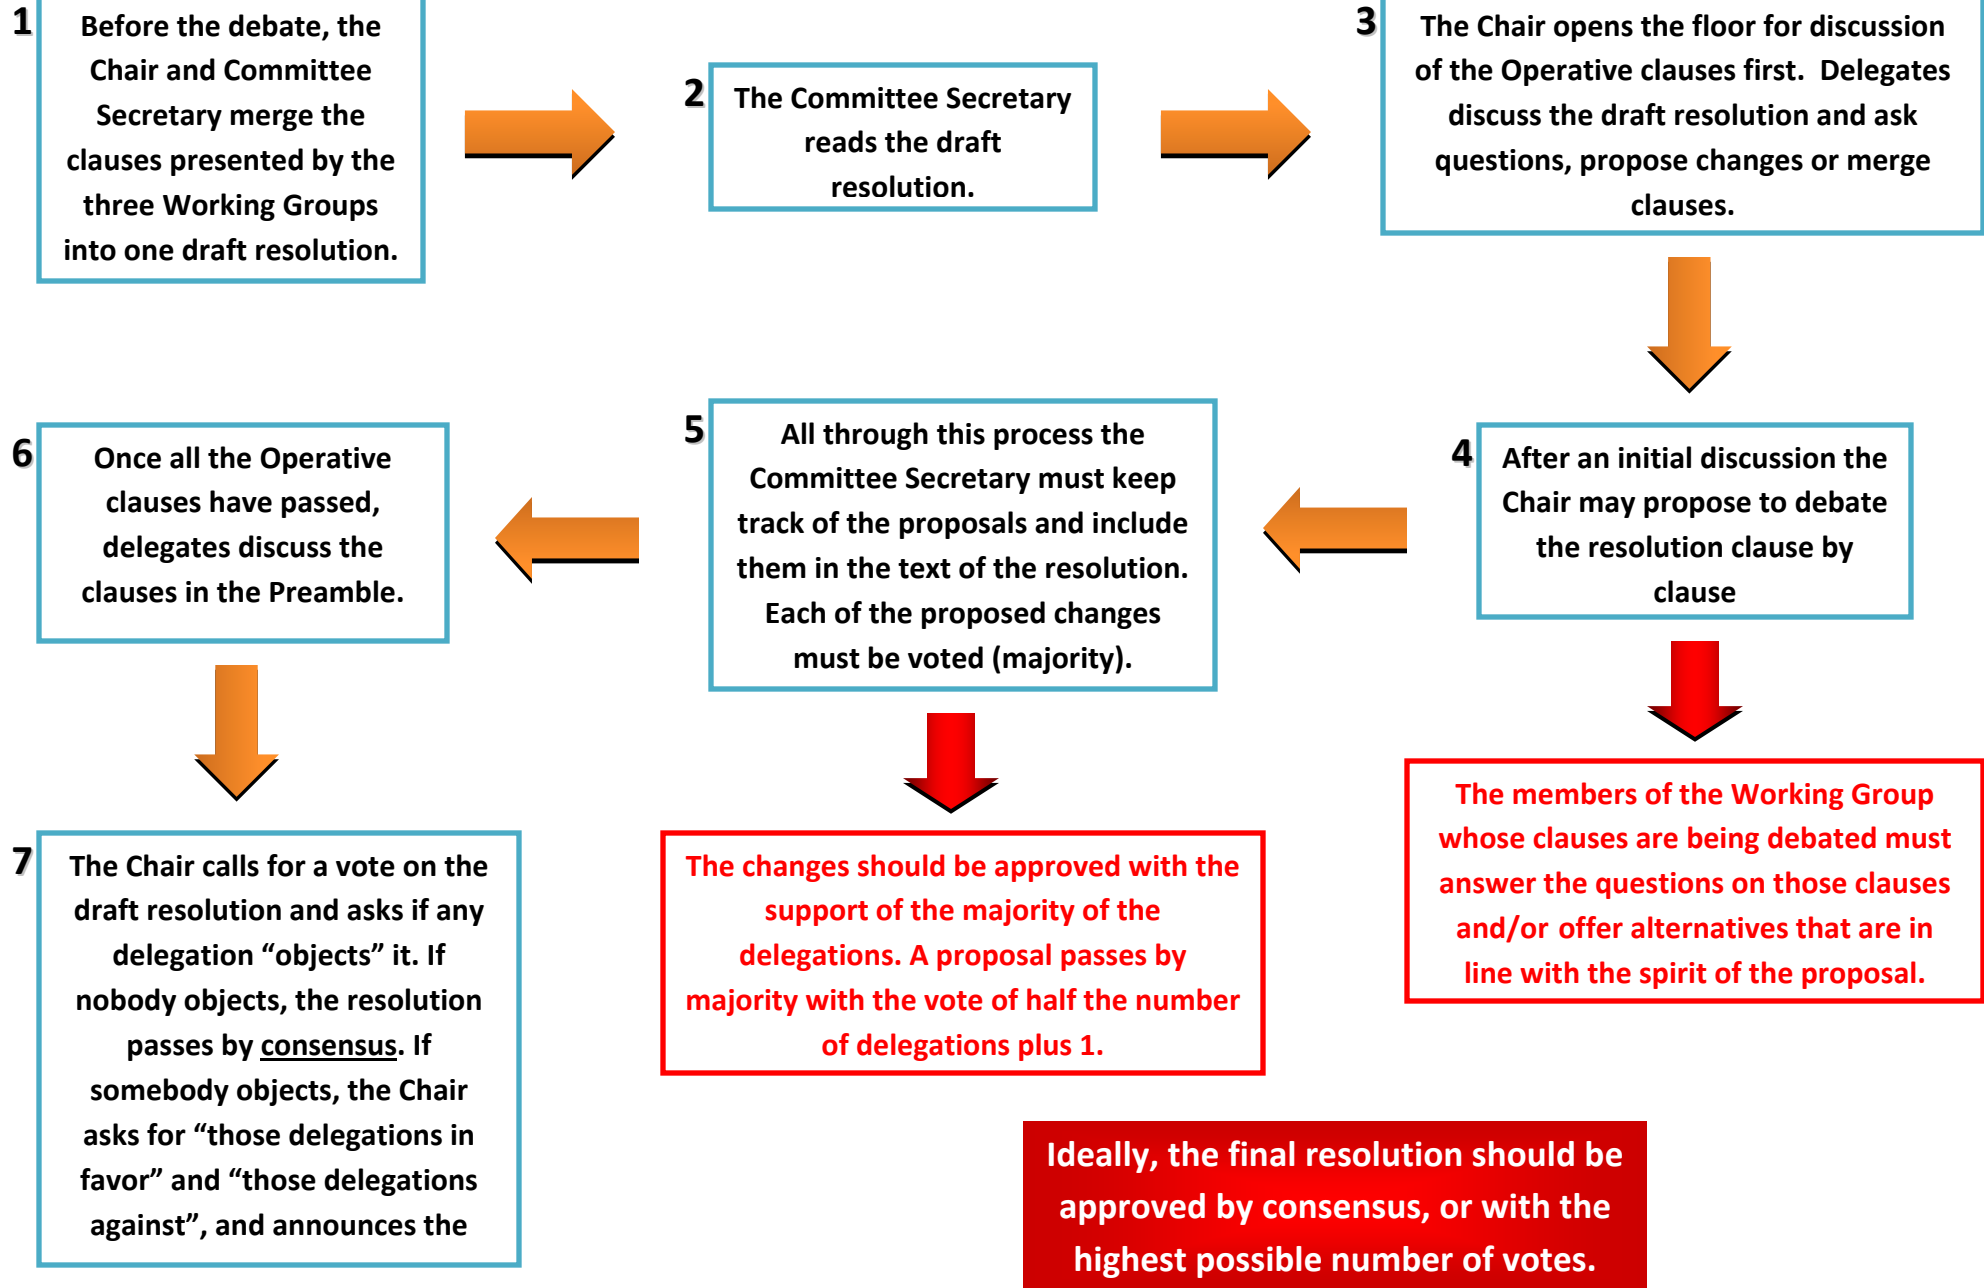 1
Before the debate, the
Chair and Committee
Secretary merge the
clauses presented by the
three Working Groups
into one draft resolution.
2
The Committee Secretary
reads the draft
resolution.
3
The Chair opens the floor for discussion
of the Operative clauses first.  Delegates
discuss the draft resolution and ask
questions, propose changes or merge
clauses.
4
After an initial discussion the
Chair may propose to debate
the resolution clause by
clause
The members of the Working Group
whose clauses are being debated must
answer the questions on those clauses
and/or offer alternatives that are in
line with the spirit of the proposal.
5
All through this process the
Committee Secretary must keep
track of the proposals and include
them in the text of the resolution.
Each of the proposed changes
must be voted (majority).
The changes should be approved with the
support of the majority of the
delegations. A proposal passes by
majority with the vote of half the number
of delegations plus 1.
6
Once all the Operative
clauses have passed,
delegates discuss the
clauses in the Preamble.
7
The Chair calls for a vote on the
draft resolution and asks if any
delegation “objects” it. If
nobody objects, the resolution
passes by consensus. If
somebody objects, the Chair
asks for “those delegations in
favor” and “those delegations
against”, and announces the
Ideally, the final resolution should be
approved by consensus, or with the
highest possible number of votes.